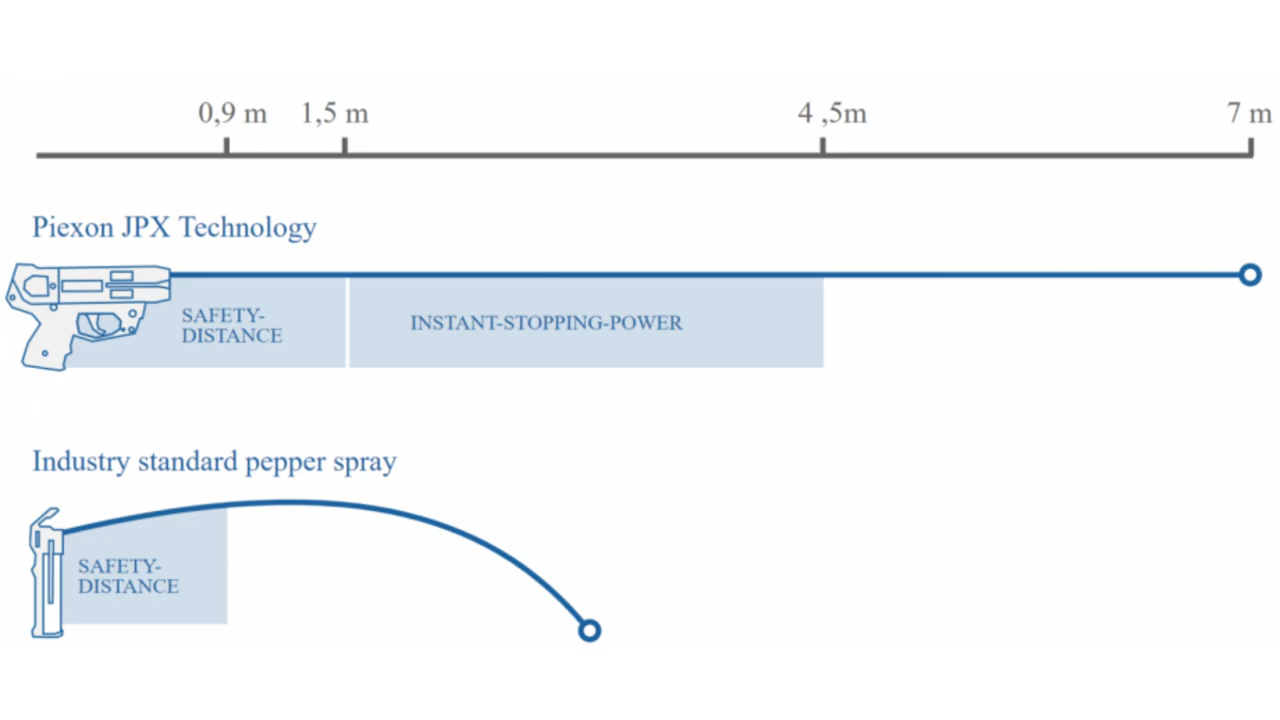 0,9 m 1,5 m 4 ,5m 7 m
Piexon JPX Technology
SAFETY-
DISTANCE
INSTANT-STOPPING-POWER
Industry standard pepper spray
SAFETY-
DISTANCE